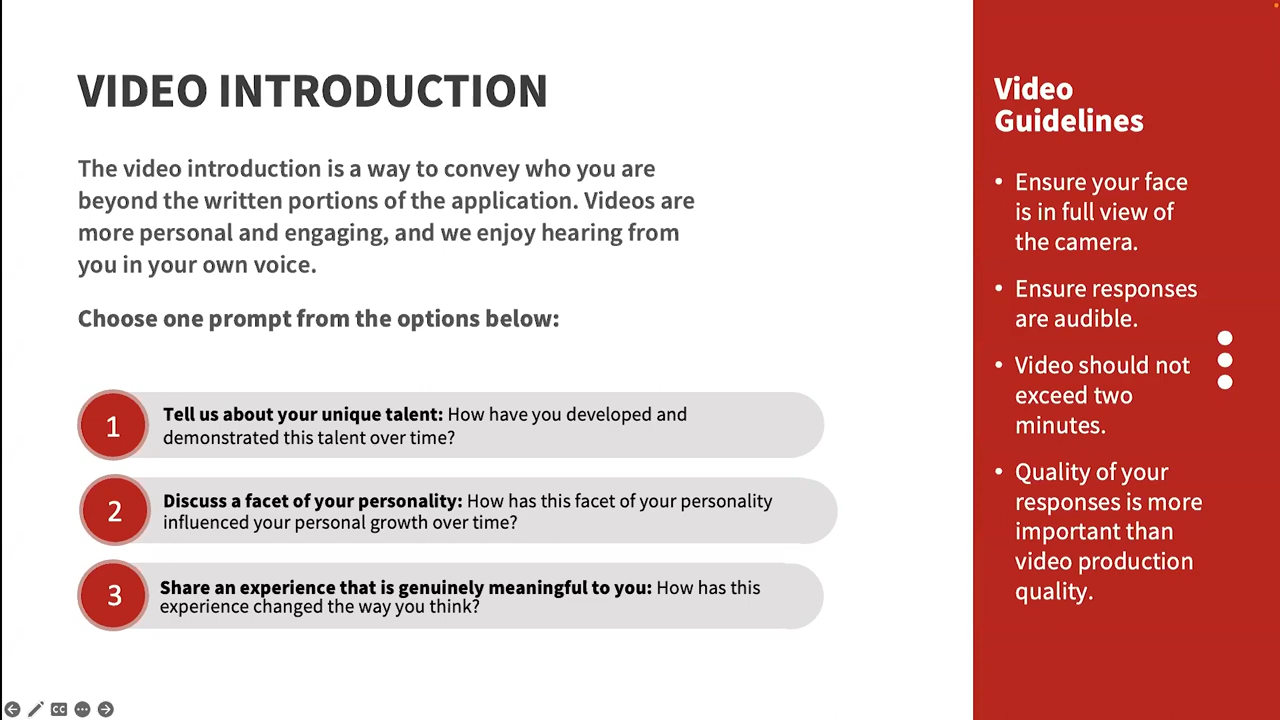 VIDEO INTRODUCTION
The video introduction is a way to convey who you are
beyond the written portions of the application. Videos are
more personal and engaging, and we enjoy hearing from
you in your own voice.
Choose one prompt from the options below:
1
Tell us about your unique talent: How have you developed and
demonstrated this talent over time?
2
Discuss a facet of your personality: How has this facet of your personality
influenced your personal growth over time?
3
Share an experience that is genuinely meaningful to you: How has this
experience changed the way you think?
Video
Guidelines
• Ensure your face
is in full view of
the camera.
• Ensure responses
are audible.
• Video should not
exceed two
minutes.
• Quality of your
responses is more
important than
video production
quality.
CC